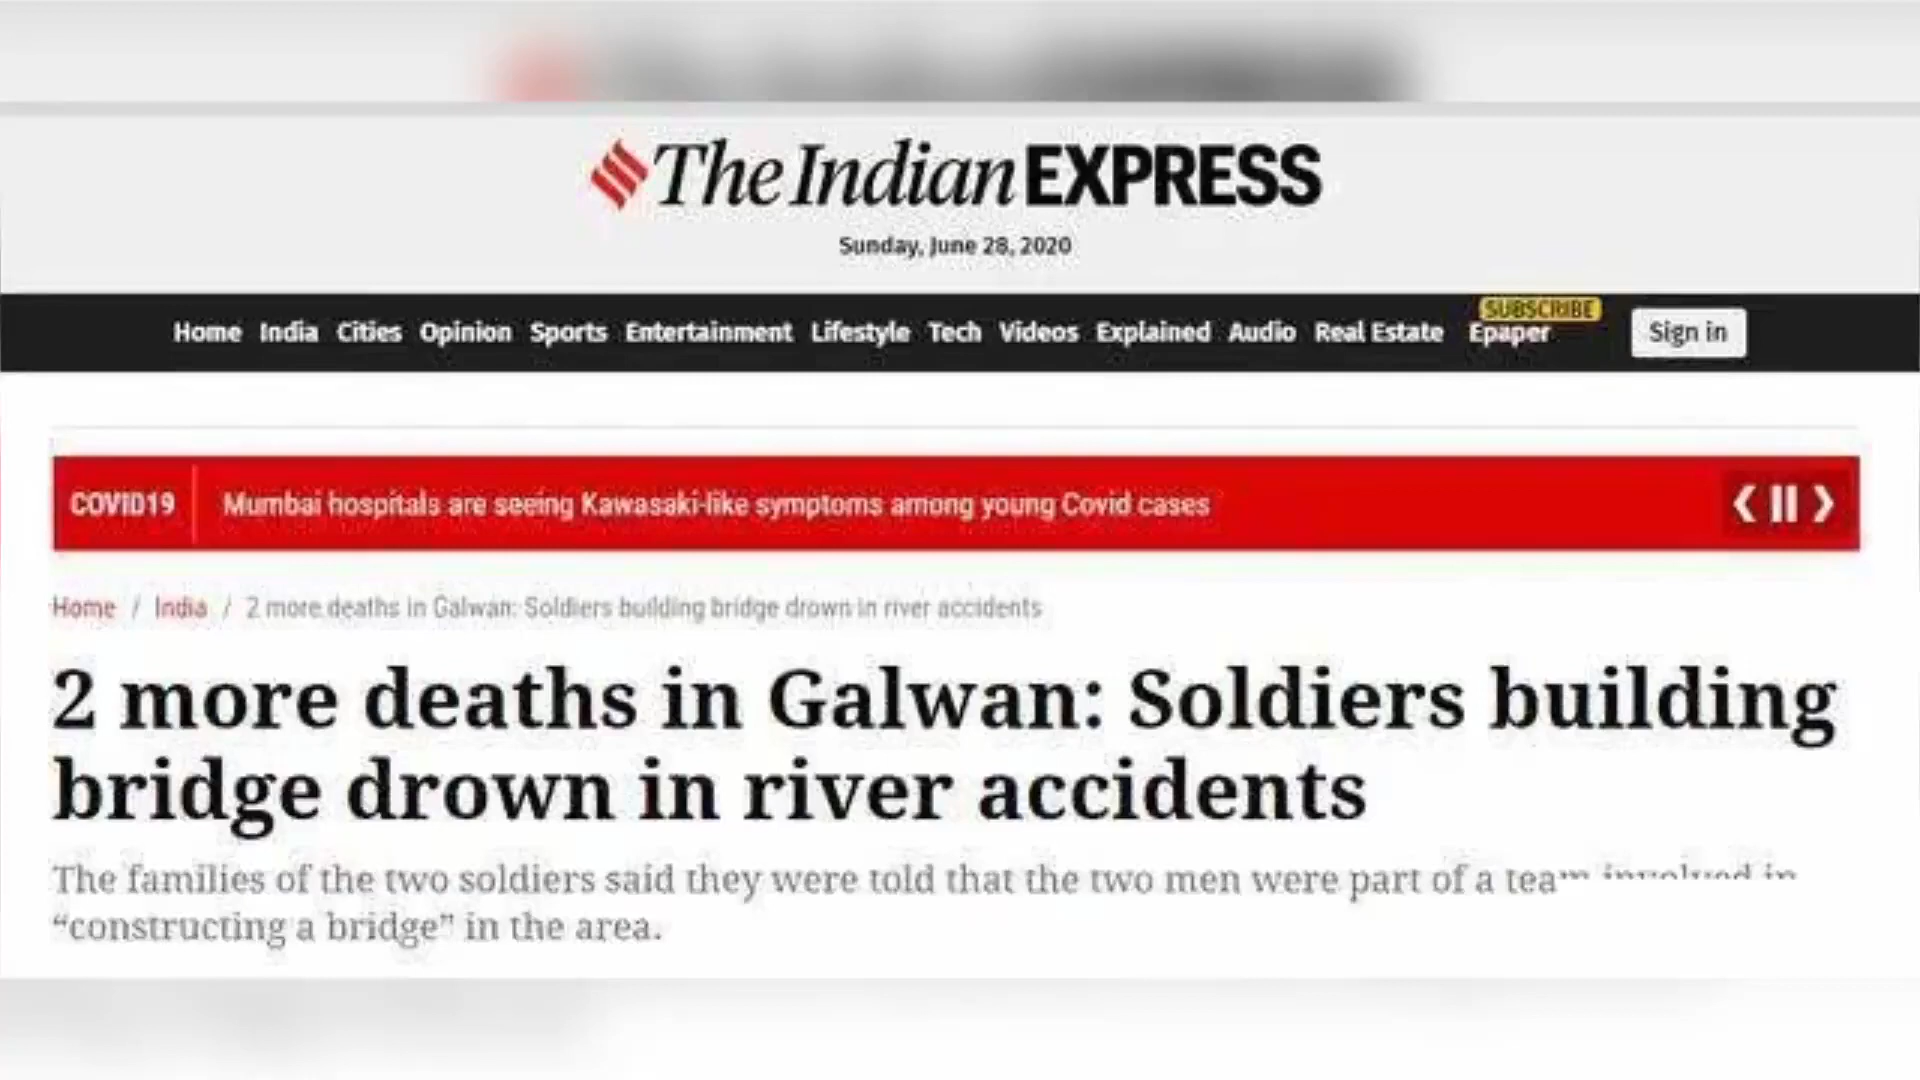 The Indian EXPRESS
Sunday, June 28, 2020
SUBSCRIBE
Home India Cities Opinion Sports Entertainment Lifestyle Tech Videos Explained Audio Real Estate Epaper Sign in
COVID19 Mumbai hospitals are seeing Kawasaki-like symptoms among young Covid cases
Home / India / 2 more deaths in Galwan: Soldiers building bridge drown in river accidents
2 more deaths in Galwan: Soldiers building
bridge drown in river accidents
The families of the two soldiers said they were told that the two men were part of a team involved in
“constructing a bridge” in the area.